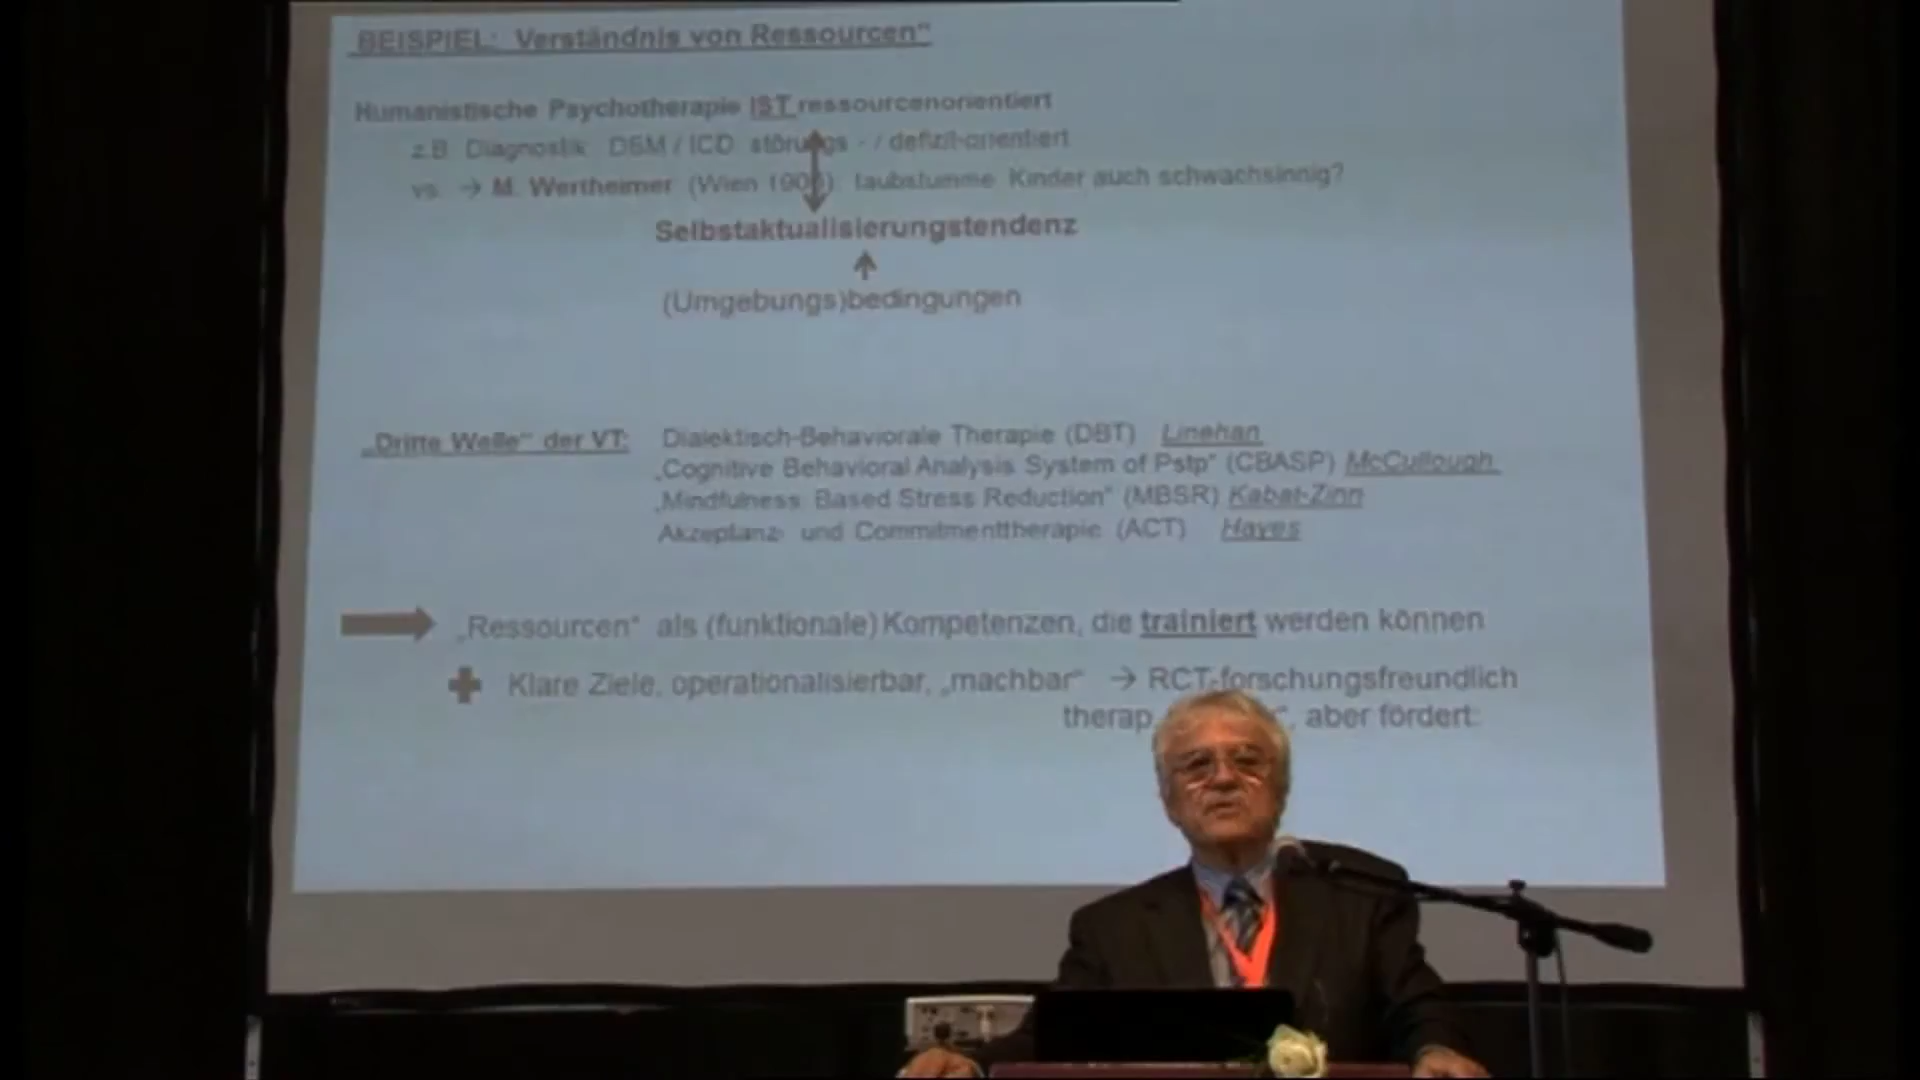 „BEISPIEL: Verständnis von Ressourcen“
Humanistische Psychotherapie IST ressourcenorientiert
z.B. Diagnostik: DSM / ICD störungs - / defizit-orientiert
vs. → M. Wertheimer (Wien 190 ): taubstumme Kinder auch schwachsinnig?
Selbstaktualisierungstendenz
(Umgebungs)bedingungen
„Dritte Welle“ der VT: Dialektisch-Behaviorale Therapie (DBT) Linehan
„Cognitive Behavioral Analysis System of Pstp“ (CBASP) McCullough
„Mindfulness Based Stress Reduction“ (MBSR) Kabat-Zinn
Akzeptanz- und Commitmenttherapie (ACT) Hayes
„Ressourcen“ als (funktionale) Kompetenzen, die trainiert werden können
Klare Ziele, operationalisierbar, „machbar“ → RCT-forschungsfreundlich
therap , aber fördert: